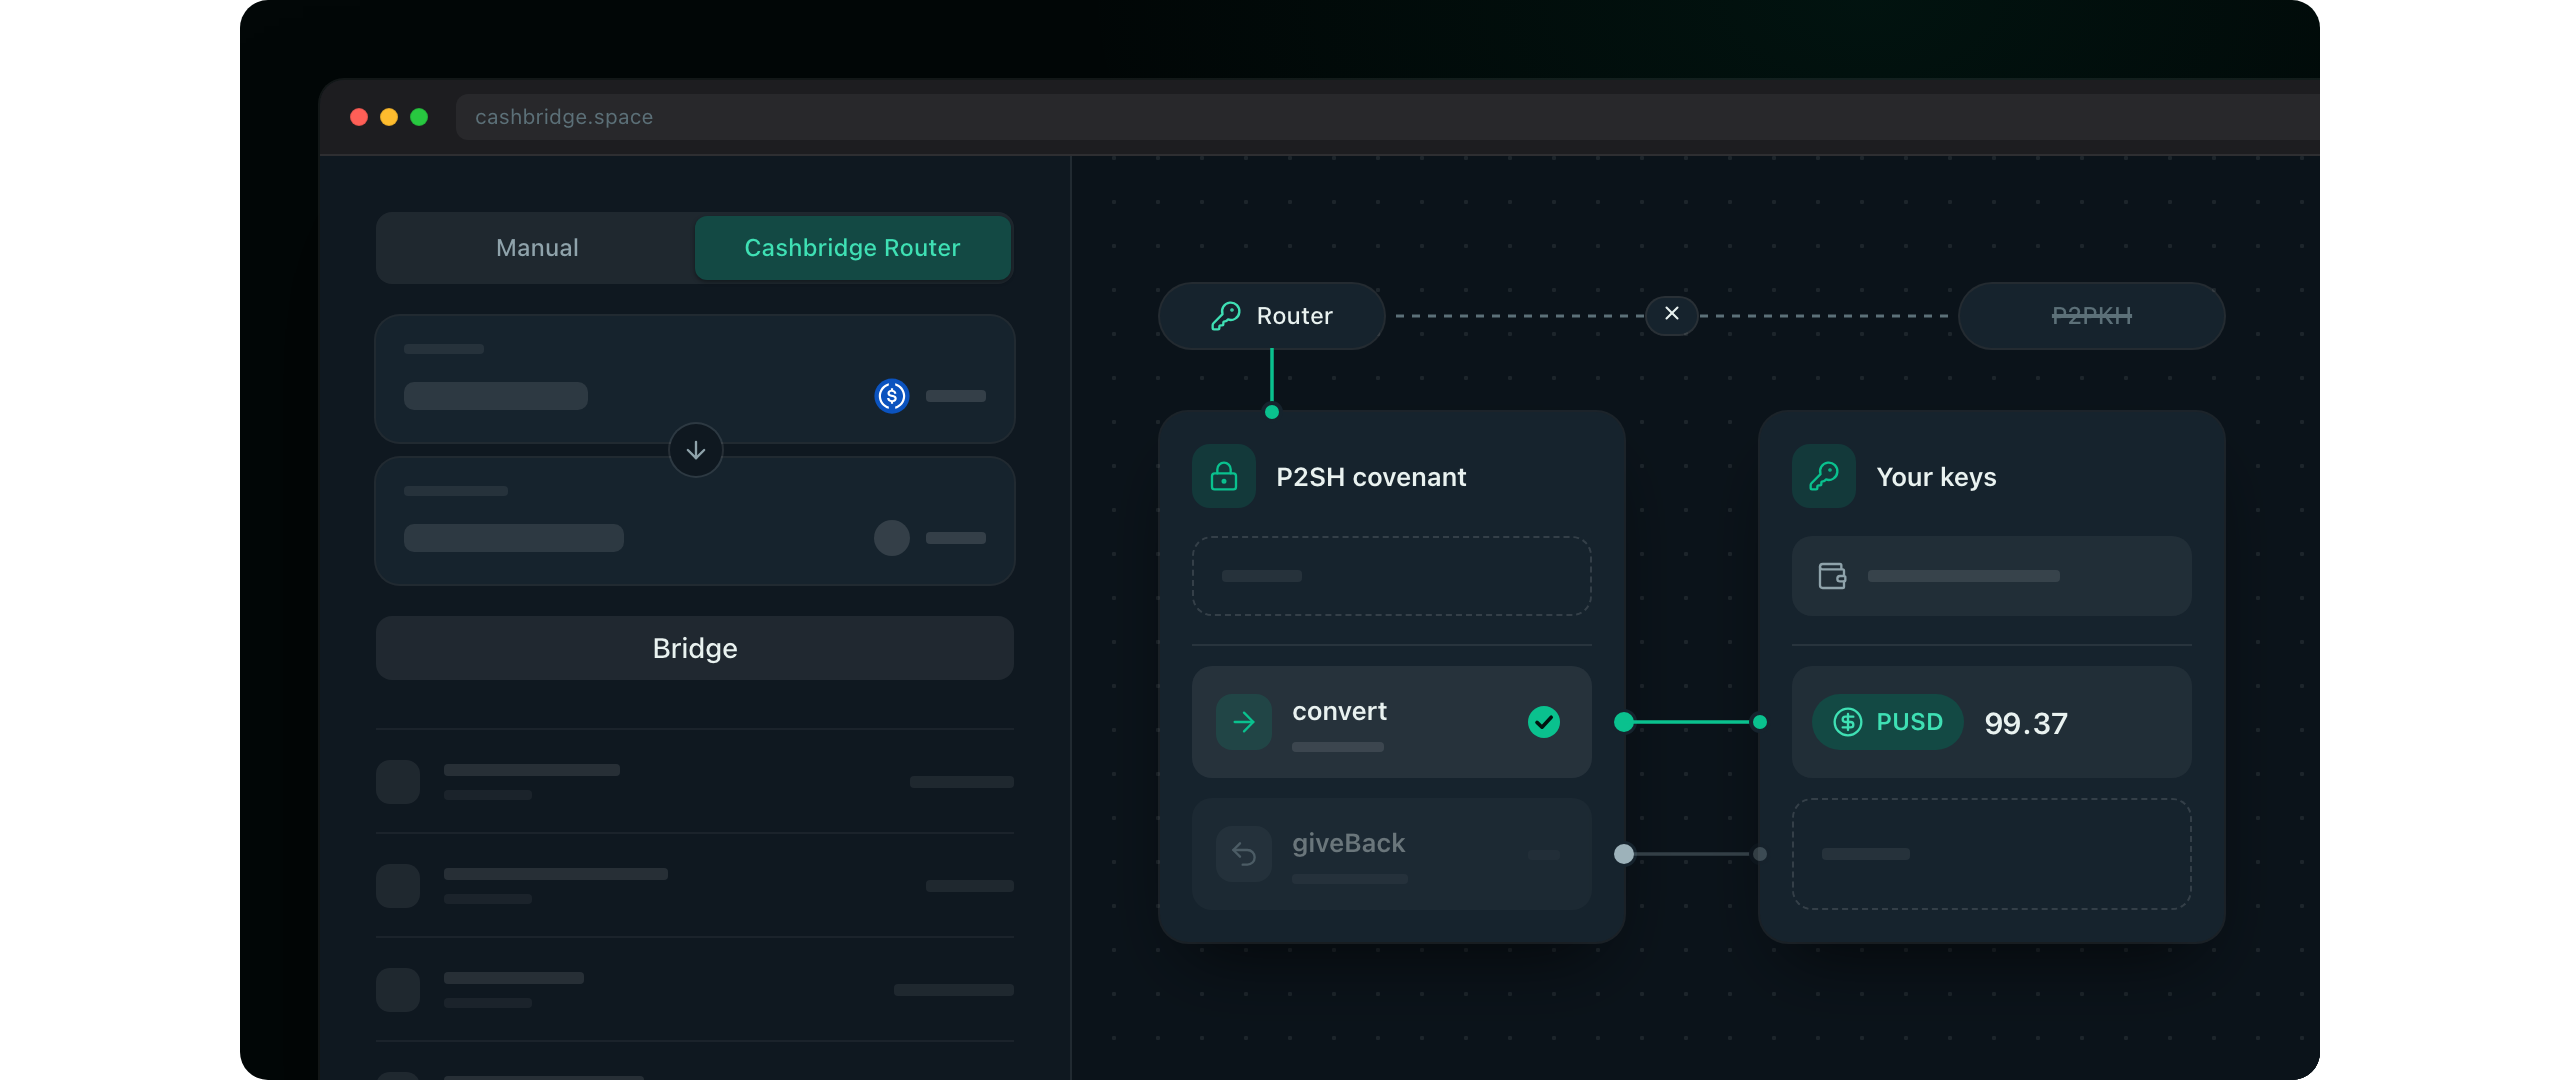 cashbridge.space
Manual
Cashbridge Router
Bridge
Router
P2PKH
P2SH covenant
convert
giveBack
Your keys
PUSD
99.37